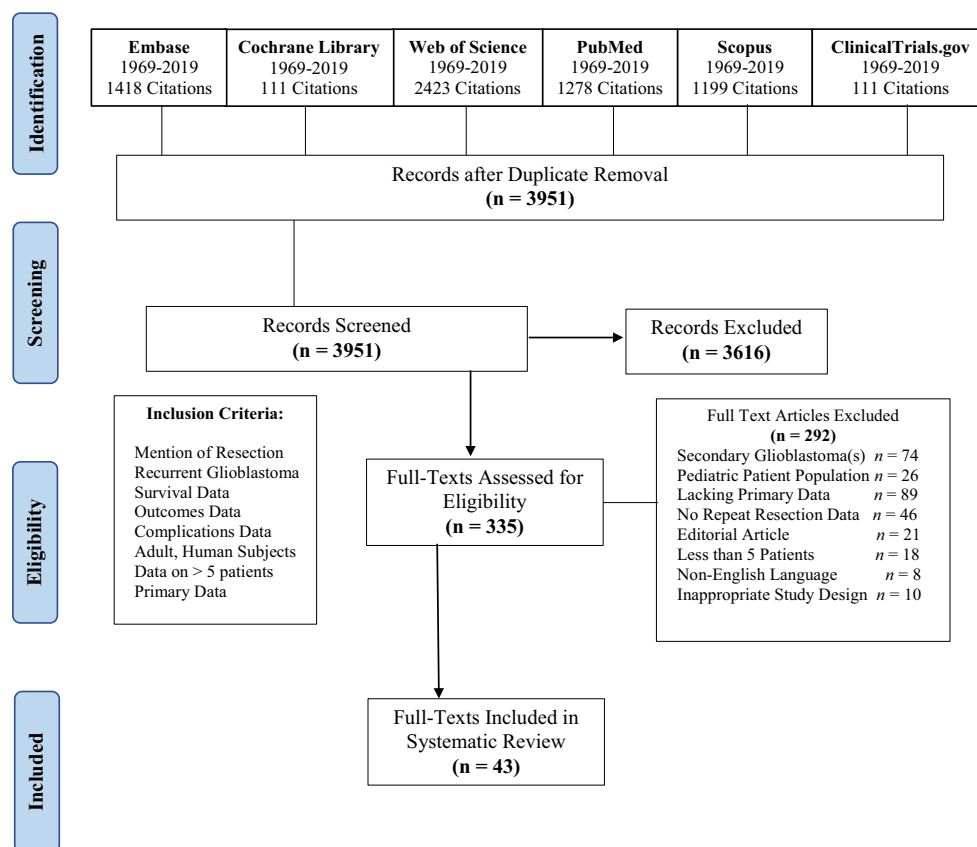 Identification
Embase
1969-2019
1418 Citations
Cochrane Library
1969-2019
111 Citations
Web of Science
1969-2019
2423 Citations
PubMed
1969-2019
1278 Citations
Scopus
1969-2019
1199 Citations
ClinicalTrials.gov
1969-2019
111 Citations
Records after Duplicate Removal
(n = 3951)
Screening
Records Screened
(n = 3951)
Records Excluded
(n = 3616)
Eligibility
Inclusion Criteria:
Mention of Resection
Recurrent Glioblastoma
Survival Data
Outcomes Data
Complications Data
Adult, Human Subjects
Data on > 5 patients
Primary Data
Full-Texts Assessed for
Eligibility
(n = 335)
Full Text Articles Excluded
(n = 292)
Secondary Glioblastoma(s) n = 74
Pediatric Patient Population n = 26
Lacking Primary Data n = 89
No Repeat Resection Data n = 46
Editorial Article n = 21
Less than 5 Patients n = 18
Non-English Language n = 8
Inappropriate Study Design n = 10
Included
Full-Texts Included in
Systematic Review
(n = 43)